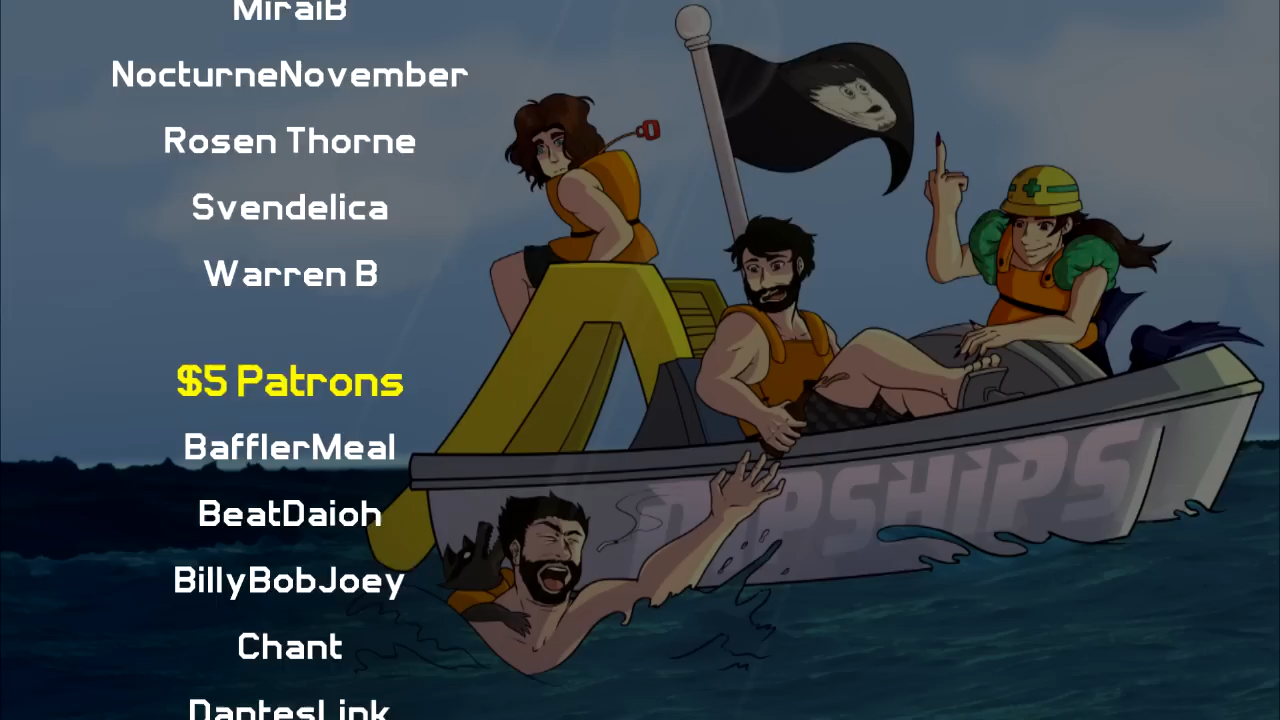 MiraiB
NocturneNovember
Rosen Thorne
Svendelica
Warren B
$5 Patrons
BafflerMeal
BeatDaioh
BillyBobJoey
Chant
DantesLink